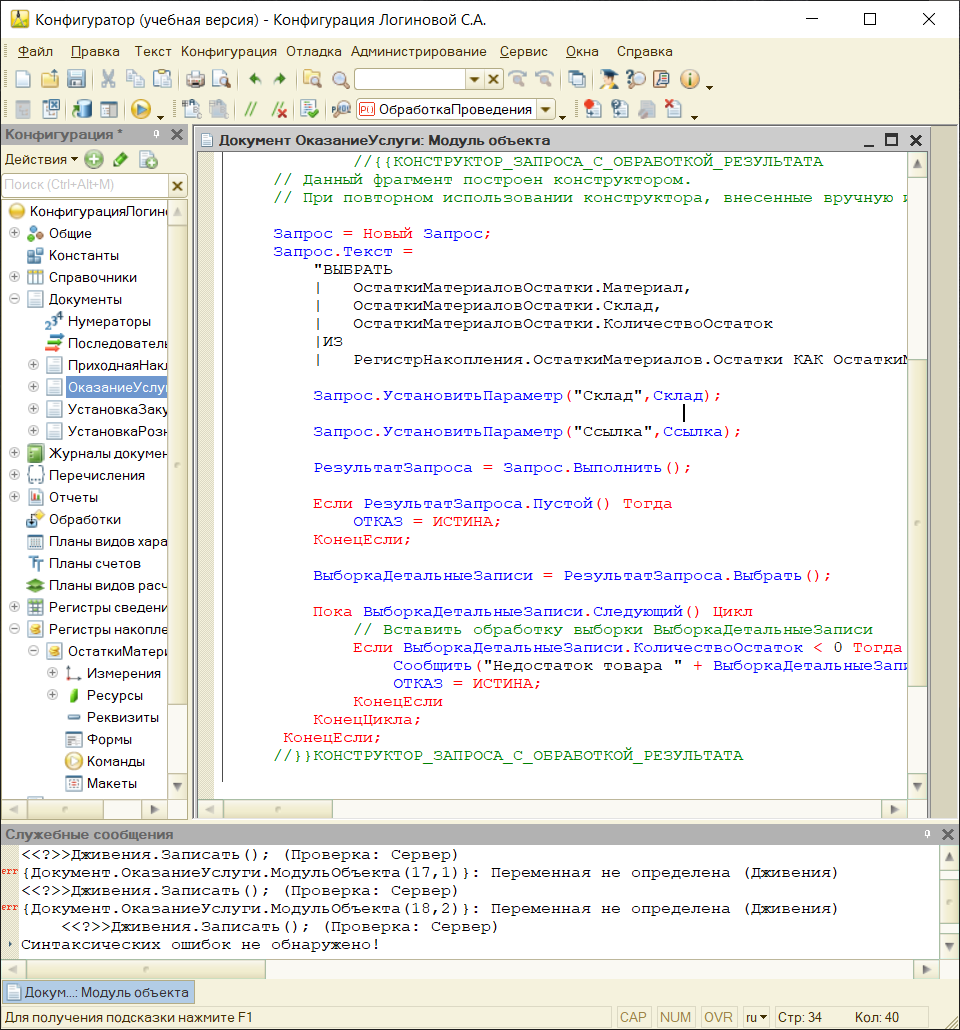 Конфигуратор (учебная версия) - Конфигурация Логиновой С.А.
Файл Правка Текст Конфигурация Отладка Администрирование Сервис Окна Справка
ОбработкаПроведения
Конфигурация *
Действия
Поиск (Ctrl+Alt+M)
КонфигурацияЛогин
Общие
Константы
Справочники
Документы
Нумераторы
Последователь
ПриходнаяНакл
ОказаниеУслуг
УстановкаЗаку
УстановкаРозн
Журналы докумен
Перечисления
Отчеты
Обработки
Планы видов хара
Планы счетов
Планы видов расч
Регистры сведени
Регистры накопле
ОстаткиМатери
Измерения
Ресурсы
Реквизиты
Формы
Команды
Макеты
Документ ОказаниеУслуги: Модуль объекта
//{{КОНСТРУКТОР_ЗАПРОСА_С_ОБРАБОТКОЙ_РЕЗУЛЬТАТА
// Данный фрагмент построен конструктором.
// При повторном использовании конструктора, внесенные вручную и
Запрос = Новый Запрос;
Запрос.Текст =
"ВЫБРАТЬ
| ОстаткиМатериаловОстатки.Материал,
| ОстаткиМатериаловОстатки.Склад,
| ОстаткиМатериаловОстатки.КоличествоОстаток
|ИЗ
| РегистрНакопления.ОстаткиМатериалов.Остатки КАК ОстаткиМ
Запрос.УстановитьПараметр("Склад",Склад);
Запрос.УстановитьПараметр("Ссылка",Ссылка);
РезультатЗапроса = Запрос.Выполнить();
Если РезультатЗапроса.Пустой() Тогда
ОТКАЗ = ИСТИНА;
КонецЕсли;
ВыборкаДетальныеЗаписи = РезультатЗапроса.Выбрать();
Пока ВыборкаДетальныеЗаписи.Следующий() Цикл
// Вставить обработку выборки ВыборкаДетальныеЗаписи
Если ВыборкаДетальныеЗаписи.КоличествоОстаток < 0 Тогда
Сообщить("Недостаток товара " + ВыборкаДетальныеЗапи
ОТКАЗ = ИСТИНА;
КонецЕсли
КонецЦикла;
КонецЕсли;
//}}КОНСТРУКТОР_ЗАПРОСА_С_ОБРАБОТКОЙ_РЕЗУЛЬТАТА
Служебные сообщения
<<?>>Дживения.Записать(); (Проверка: Сервер)
err {Документ.ОказаниеУслуги.МодульОбъекта(17,1)}: Переменная не определена (Дживения)
<<?>>Дживения.Записать(); (Проверка: Сервер)
err {Документ.ОказаниеУслуги.МодульОбъекта(18,2)}: Переменная не определена (Дживения)
<<?>>Дживения.Записать(); (Проверка: Сервер)
Синтаксических ошибок не обнаружено!
Докум...: Модуль объекта
Для получения подсказки нажмите F1 CAP NUM OVR ru Стр: 34 Кол: 40